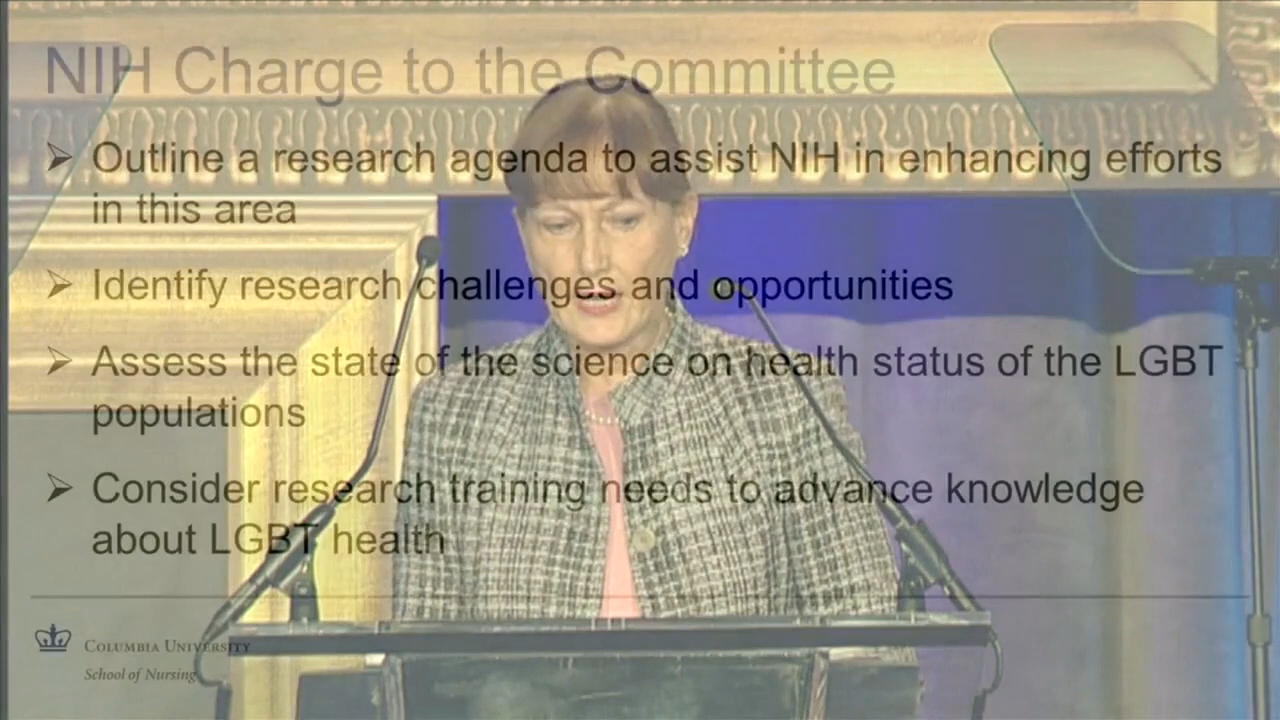 NIH Charge to the Committee
➢ Outline a research agenda to assist NIH in enhancing efforts
in this area
➢ Identify research challenges and opportunities
➢ Assess the state of the science on health status of the LGBT
populations
➢ Consider research training needs to advance knowledge
about LGBT health
COLUMBIA UNIVERSITY
School of Nursing